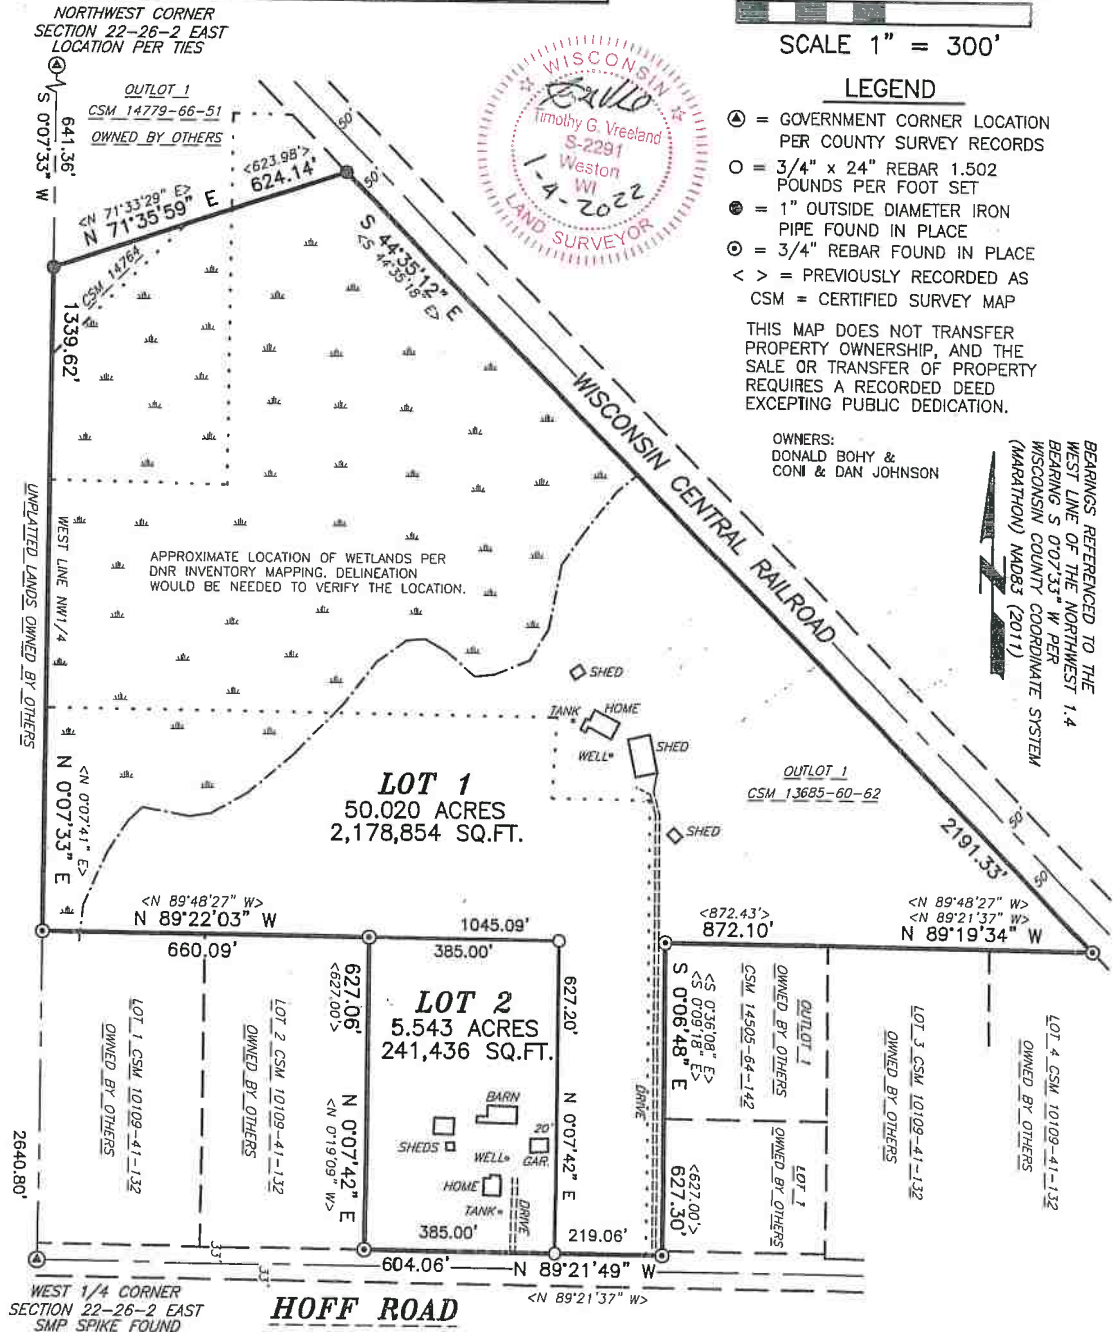 NORTHWEST CORNER
SECTION 22-26-2 EAST
LOCATION PER TIES
SCALE 1" = 300'
LEGEND
= GOVERNMENT CORNER LOCATION
PER COUNTY SURVEY RECORDS
= 3/4" x 24" REBAR 1.502
POUNDS PER FOOT SET
= 1" OUTSIDE DIAMETER IRON
PIPE FOUND IN PLACE
= 3/4" REBAR FOUND IN PLACE
< > = PREVIOUSLY RECORDED AS
CSM = CERTIFIED SURVEY MAP
THIS MAP DOES NOT TRANSFER
PROPERTY OWNERSHIP, AND THE
SALE OR TRANSFER OF PROPERTY
REQUIRES A RECORDED DEED
EXCEPTING PUBLIC DEDICATION.
OWNERS:
DONALD BOHY &
CONI & DAN JOHNSON
BEARINGS REFERENCED TO THE
WEST LINE OF THE NORTHWEST 1.4
BEARING S 0°07'33" W PER
WISCONSIN COUNTY COORDINATE SYSTEM
(MARATHON) NAD83 (2011)
N
WISCONSIN
Timothy G. Vreeland
S-2291
Weston
WI
1-4-2022
LAND SURVEYOR
OUTLOT 1
CSM 14779-66-51
OWNED BY OTHERS
641.36'
S 0°07'33" W
<623.98'>
624.14'
<N 71°33'29" E>
N 71°35'59" E
CSM 14764
50'
50'
S 44°35'12" E
<S 44°35'18" E>
1339.62'
WISCONSIN CENTRAL RAILROAD
WEST LINE NW1/4
UNPLATTED LANDS OWNED BY OTHERS
APPROXIMATE LOCATION OF WETLANDS PER
DNR INVENTORY MAPPING. DELINEATION
WOULD BE NEEDED TO VERIFY THE LOCATION.
SHED
TANK
HOME
WELL
SHED
SHED
OUTLOT 1
CSM 13685-60-62
LOT 1
50.020 ACRES
2,178,854 SQ.FT.
<N 0°07'41" E>
N 0°07'33" E
2191.33'
50'
50'
<N 89°48'27" W>
N 89°22'03" W
1045.09'
660.09'
385.00'
<872.43'>
872.10'
<N 89°48'27" W>
<N 89°21'37" W>
N 89°19'34" W
627.06'
<627.00'>
LOT 2
5.543 ACRES
241,436 SQ.FT.
627.20'
<S 0°36'08" E>
<S 0°09'18" E>
S 0°06'48" E
OUTLOT 1
OWNED BY OTHERS
CSM 14505-64-142
LOT 1 CSM 10109-41-132
OWNED BY OTHERS
LOT 2 CSM 10109-41-132
OWNED BY OTHERS
LOT 3 CSM 10109-41-132
OWNED BY OTHERS
LOT 4 CSM 10109-41-132
OWNED BY OTHERS
N 0°07'42" E
<N 0°19'09" W>
BARN
SHEDS
20'
WELL
GAR.
HOME
TANK
DRIVE
N 0°07'42" E
DRIVE
<627.00'>
627.30'
LOT 1
OWNED BY OTHERS
2640.80'
385.00'
219.06'
33'
33'
604.06'
N 89°21'49" W
<N 89°21'37" W>
WEST 1/4 CORNER
SECTION 22-26-2 EAST
SMP SPIKE FOUND
HOFF ROAD